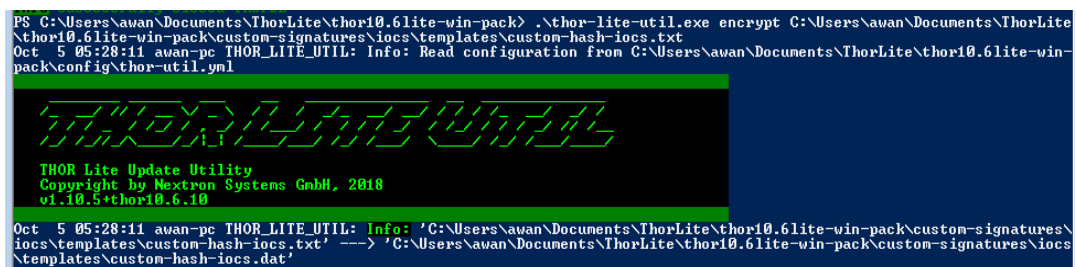 PS C:\Users\awan\Documents\ThorLite\thor10.6lite-win-pack> .\thor-lite-util.exe encrypt C:\Users\awan\Documents\ThorLite
\thor10.6lite-win-pack\custom-signatures\iocs\templates\custom-hash-iocs.txt
Oct  5 05:28:11 awan-pc THOR_LITE_UTIL: Info: Read configuration from C:\Users\awan\Documents\ThorLite\thor10.6lite-win-
pack\config\thor-util.yml
THOR LITE UTIL
THOR Lite Update Utility
Copyright by Nextron Systems GmbH, 2018
v1.10.5+thor10.6.10
Oct  5 05:28:11 awan-pc THOR_LITE_UTIL: Info: 'C:\Users\awan\Documents\ThorLite\thor10.6lite-win-pack\custom-signatures\
iocs\templates\custom-hash-iocs.txt' ---> 'C:\Users\awan\Documents\ThorLite\thor10.6lite-win-pack\custom-signatures\iocs
\templates\custom-hash-iocs.dat'